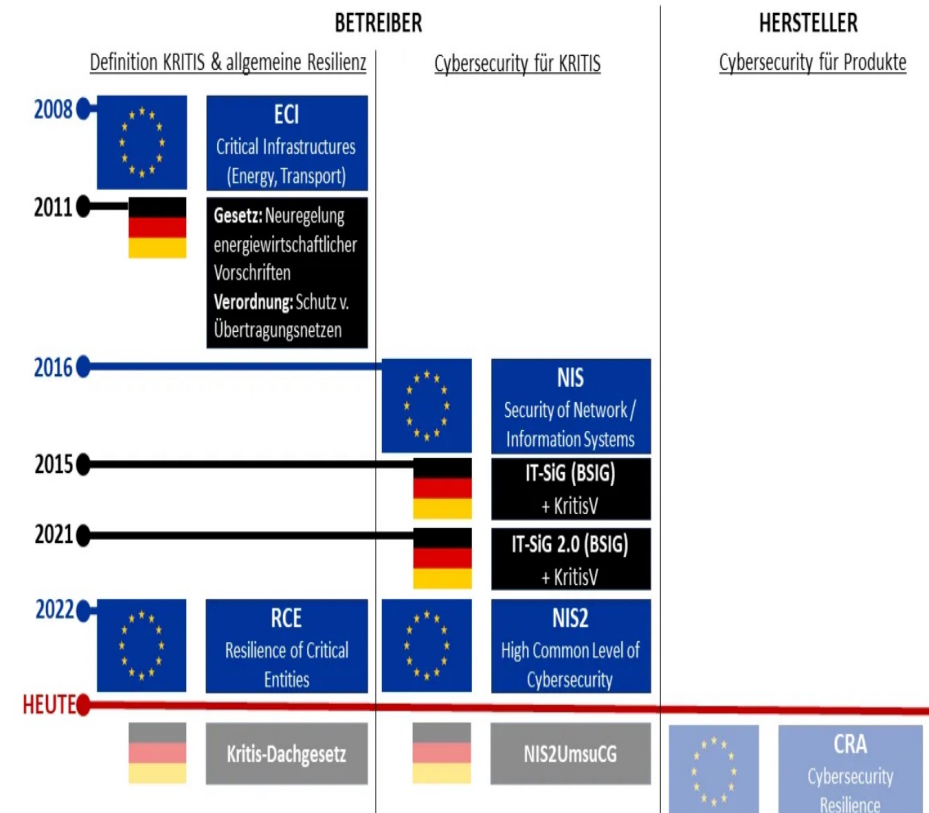 BETREIBER
HERSTELLER
Definition KRITIS & allgemeine Resilienz
Cybersecurity für KRITIS
Cybersecurity für Produkte
2008
ECI
Critical Infrastructures
(Energy, Transport)
2011
Gesetz: Neuregelung
energiewirtschaftlicher
Vorschriften
Verordnung: Schutz v.
Übertragungsnetzen
2016
NIS
Security of Network /
Information Systems
2015
IT-SiG (BSIG)
+ KritisV
2021
IT-SiG 2.0 (BSIG)
+ KritisV
2022
RCE
Resilience of Critical
Entities
NIS2
High Common Level of
Cybersecurity
HEUTE
Kritis-Dachgesetz
NIS2UmsuCG
CRA
Cybersecurity
Resilience